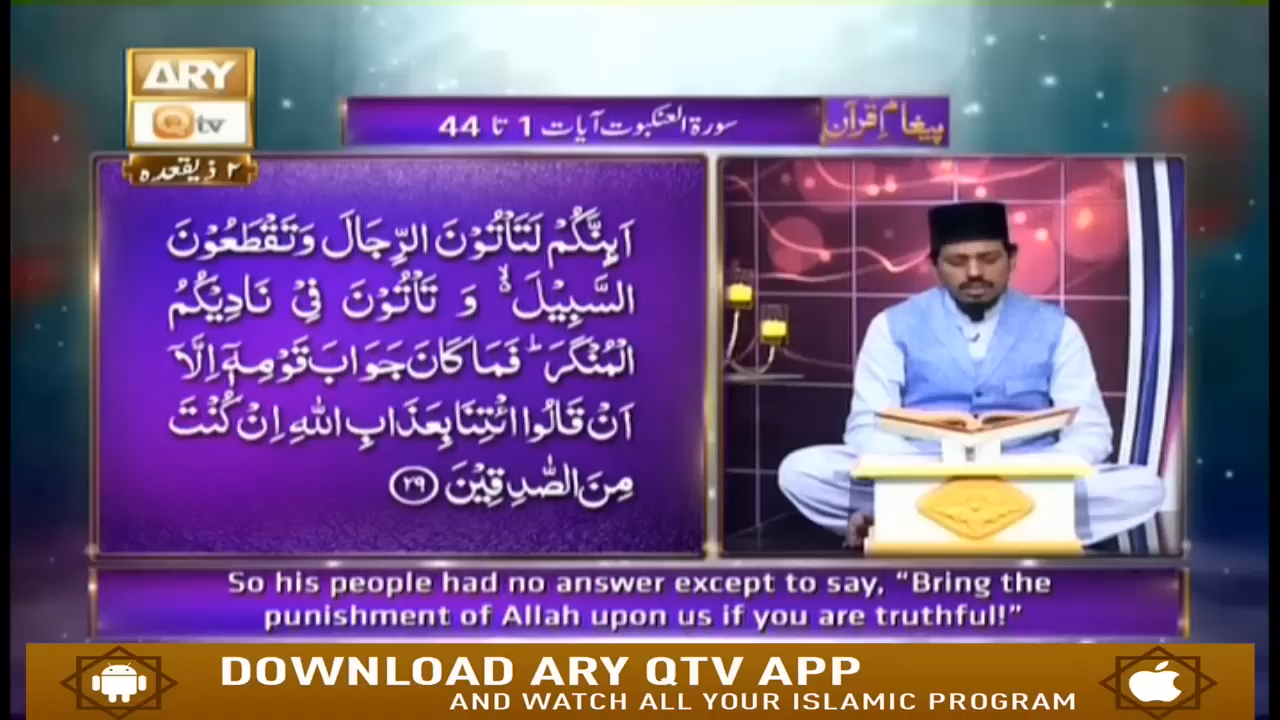 ARY
Qtv
۲ ذیقعدہ
سورۃ العنکبوت آیات 1 تا 44
پیغام قرآن
اَىِٕنَّكُمْ لَتَاْتُوْنَ الرِّجَالَ وَتَقْطَعُوْنَ
السَّبِيْلَ ۙ۬ وَ تَاْتُوْنَ فِیْ نَادِیْكُمُ
الْمُنْكَرَ ؕ فَمَا كَانَ جَوَابَ قَوْمِهٖۤ اِلَّاۤ
اَنْ قَالُوا ائْتِنَا بِعَذَابِ اللّٰهِ اِنْ كُنْتَ
مِنَ الصّٰدِقِیْنَ ۲۹
So his people had no answer except to say, “Bring the
punishment of Allah upon us if you are truthful!”
DOWNLOAD ARY QTV APP
AND WATCH ALL YOUR ISLAMIC PROGRAM